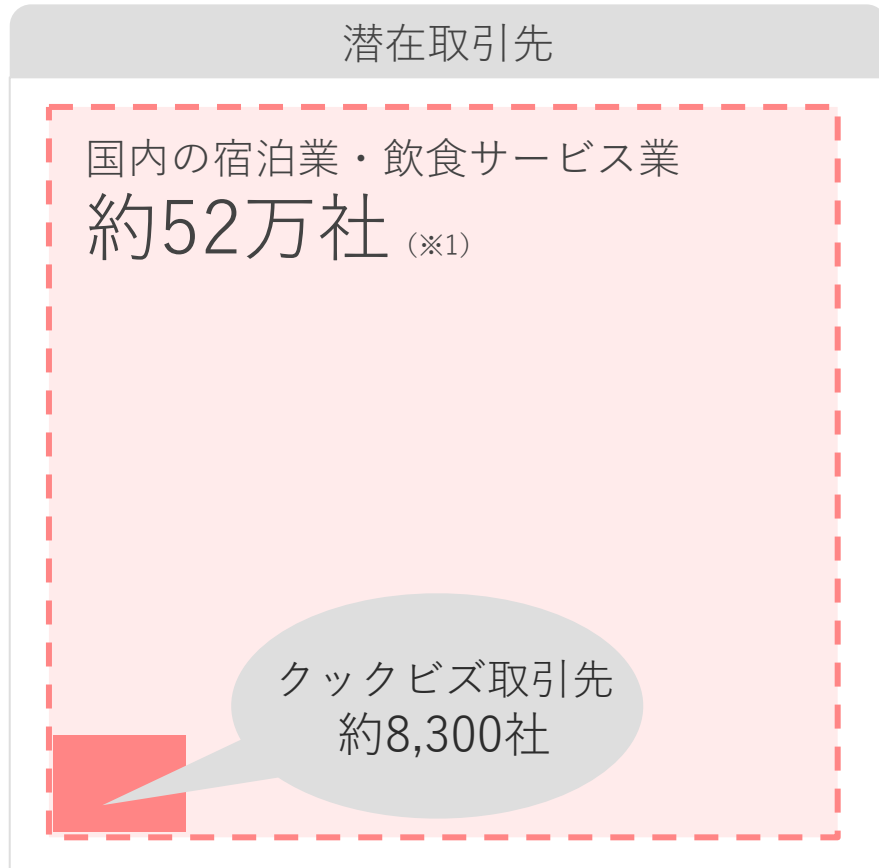 潜在取引先
国内の宿泊業・飲食サービス業
約52万社 (※1)
クックビズ取引先
約8,300社